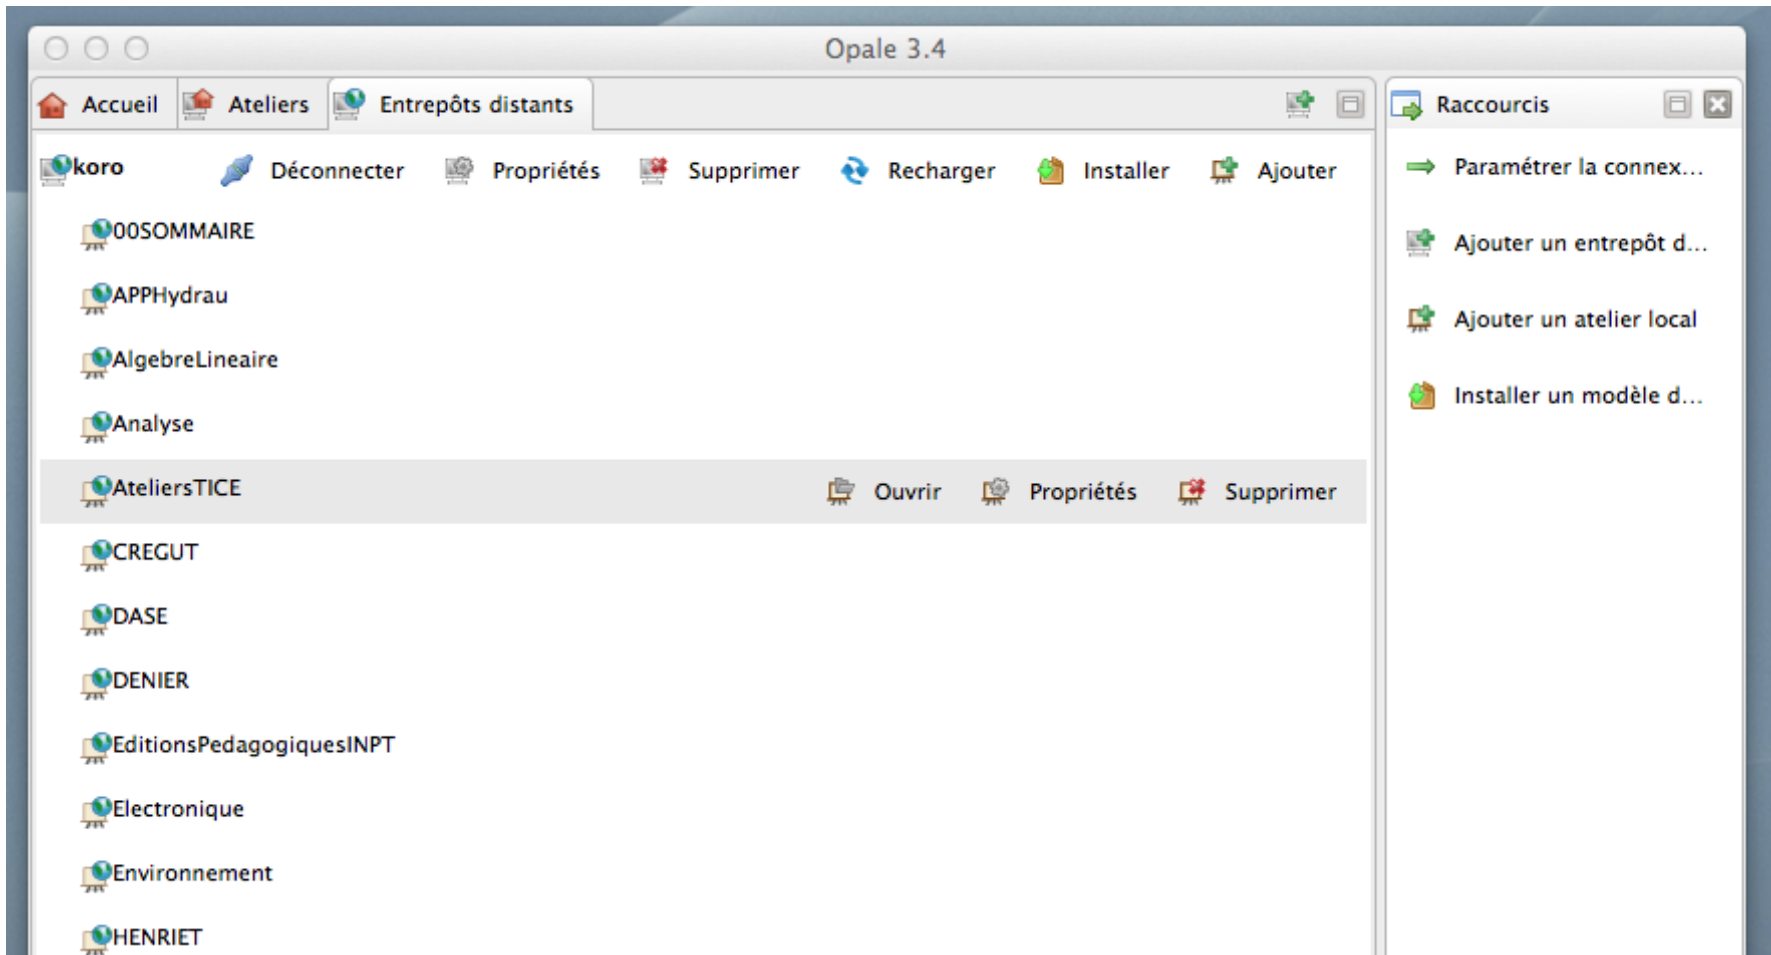 Opale 3.4
Accueil Ateliers Entrepôts distants
koro Déconnecter Propriétés Supprimer Recharger Installer Ajouter
00SOMMAIRE
APPHydrau
AlgebreLineaire
Analyse
AteliersTICE Ouvrir Propriétés Supprimer
CREGUT
DASE
DENIER
EditionsPedagogiquesINPT
Electronique
Environnement
HENRIET
Raccourcis
Paramétrer la connex...
Ajouter un entrepôt d...
Ajouter un atelier local
Installer un modèle d...